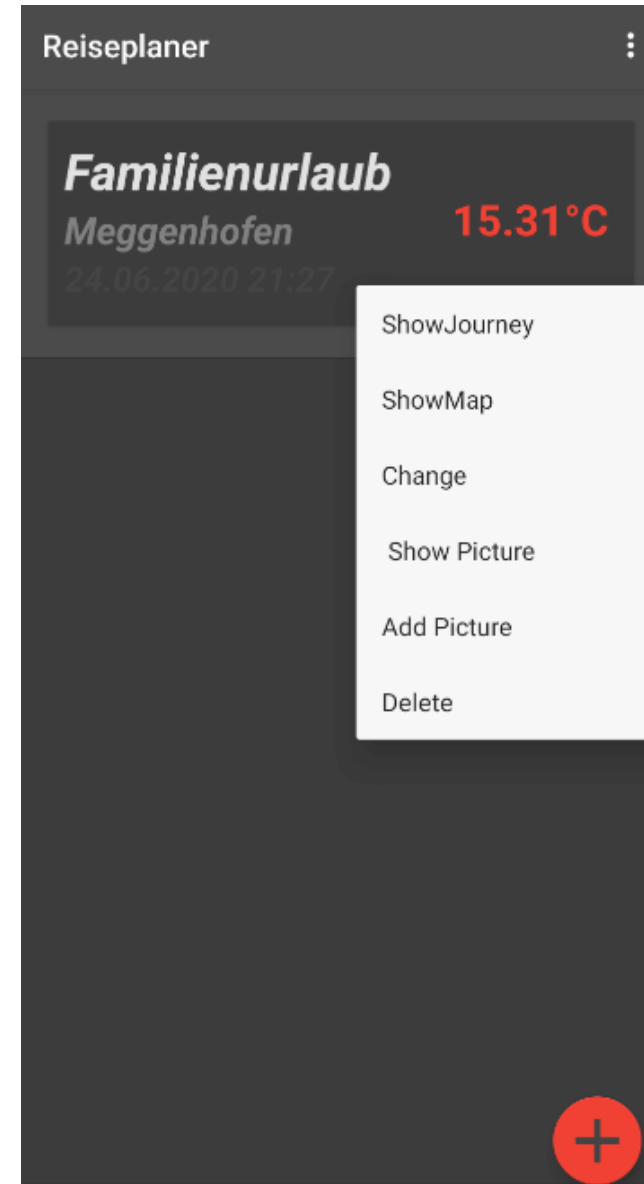 Reiseplaner
Familienurlaub
Meggenhofen
15.31°C
24.06.2020 21:27
ShowJourney
ShowMap
Change
Show Picture
Add Picture
Delete